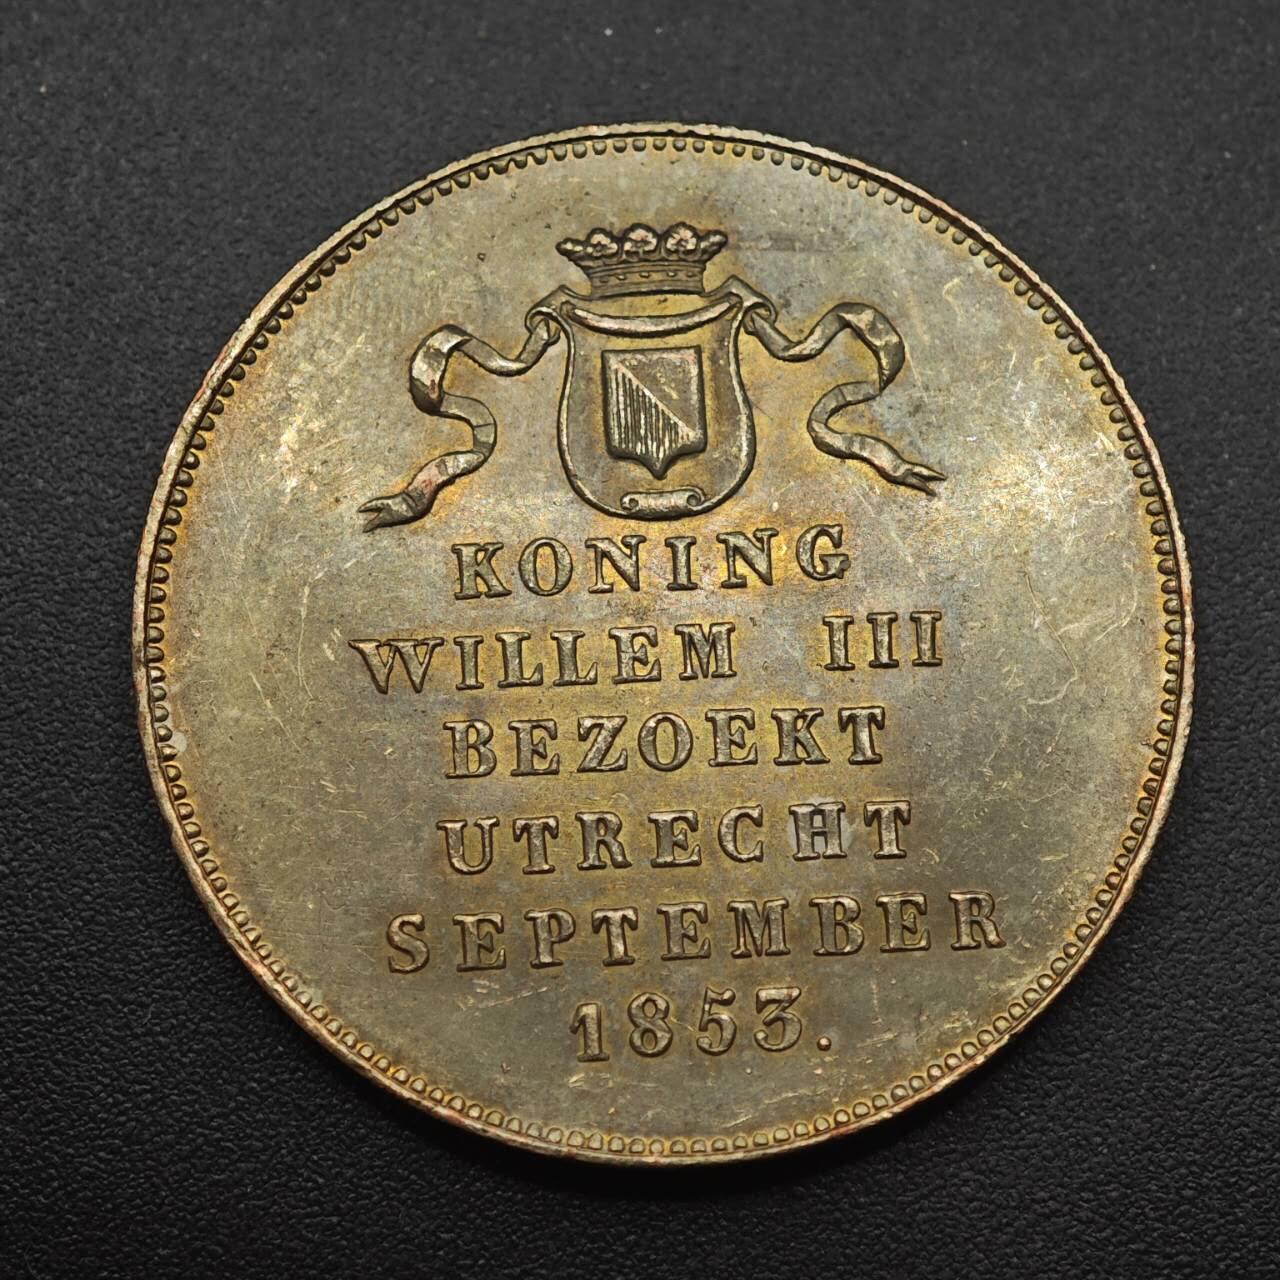 KONING
WILLEM III
BEZOEKT
UTRECHT
SEPTEMBER
1853.